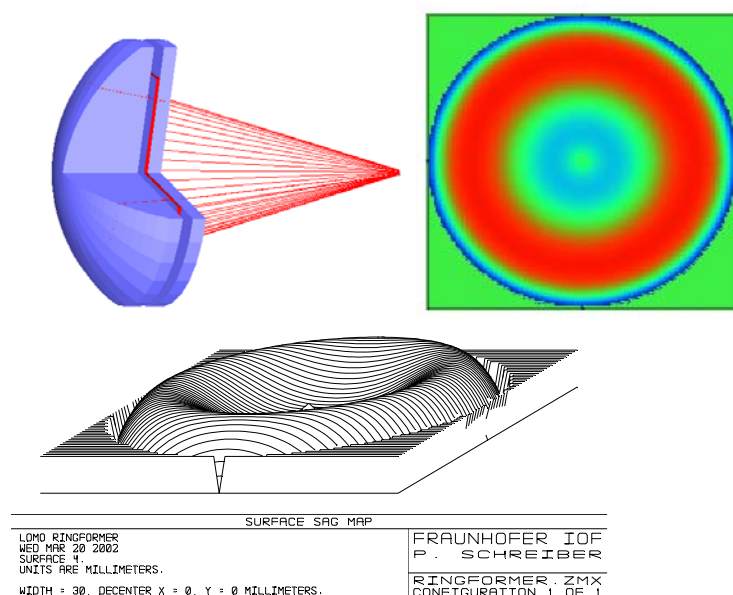 SURFACE SAG MAP
LOMO RINGFORMER
WED MAR 20 2002
SURFACE 4.
UNITS ARE MILLIMETERS.
WIDTH = 30, DECENTER X = 0, Y = 0 MILLIMETERS.
FRAUNHOFER IOF
P. SCHREIBER
RINGFORMER.ZMX
CONFIGURATION 1 OF 1